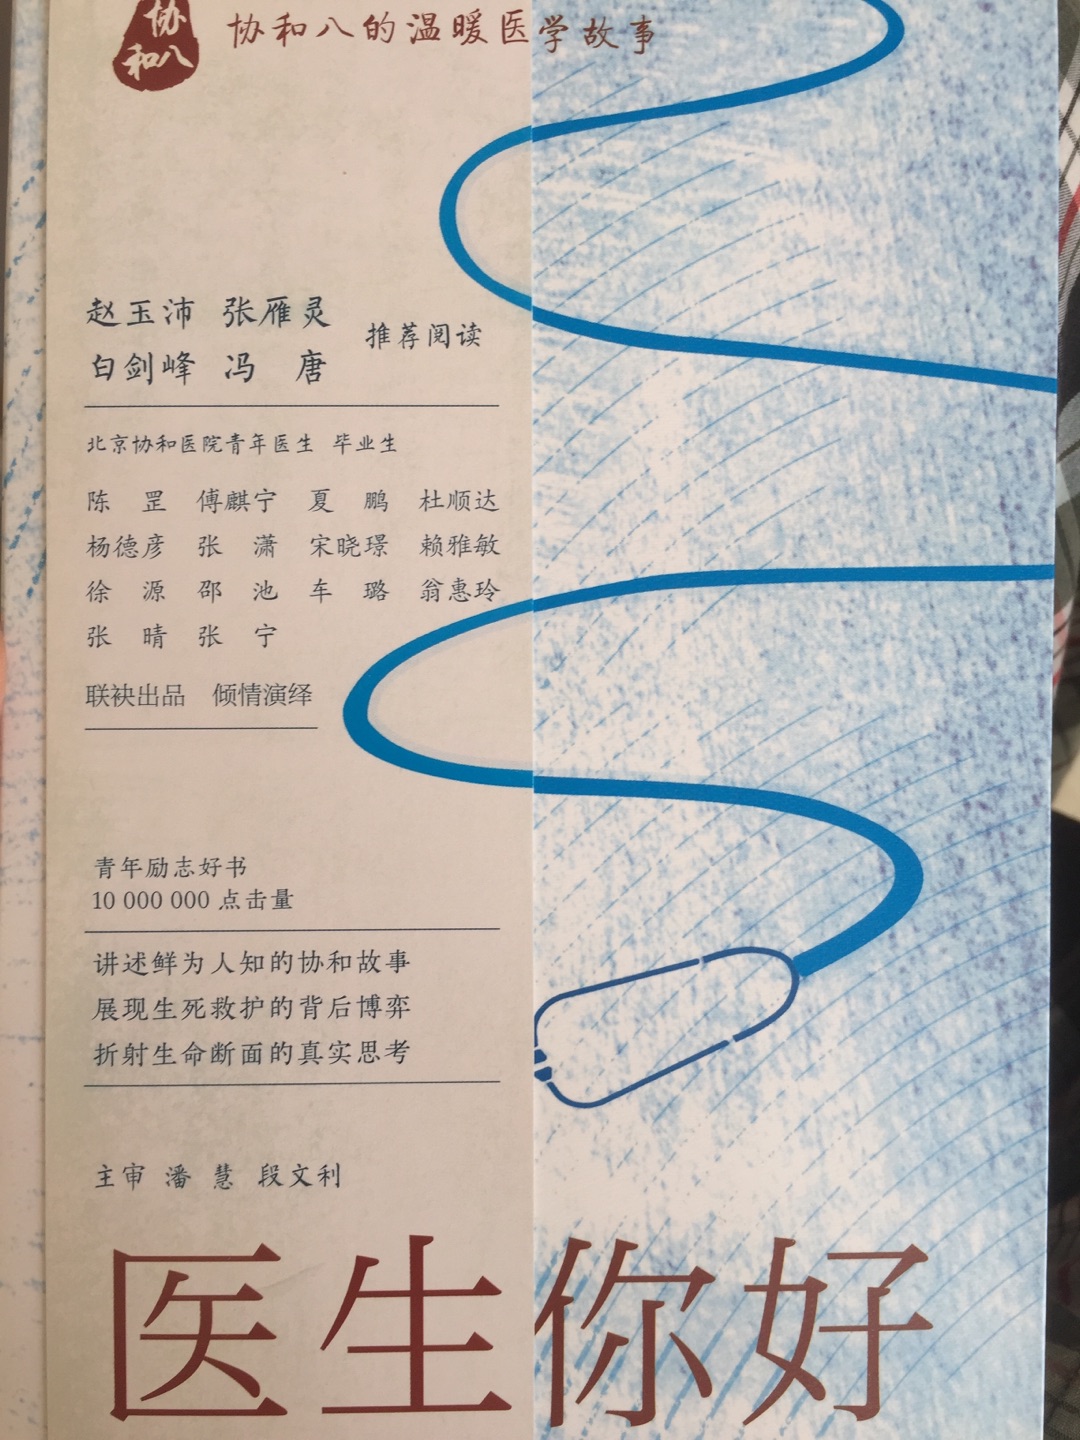 协
和八
协和八的温暖医学故事
赵玉沛 张雁灵
白剑峰 冯 唐
推荐阅读
北京协和医院青年医生 毕业生
陈 罡 傅麒宁 夏 鹏 杜顺达
杨德彦 张 潇 宋晓璟 赖雅敏
徐 源 邵 池 车 璐 翁惠玲
张 晴 张 宁
联袂出品 倾情演绎
青年励志好书
10 000 000 点击量
讲述鲜为人知的协和故事
展现生死救护的背后博弈
折射生命断面的真实思考
主审 潘 慧 段文利
医生你好